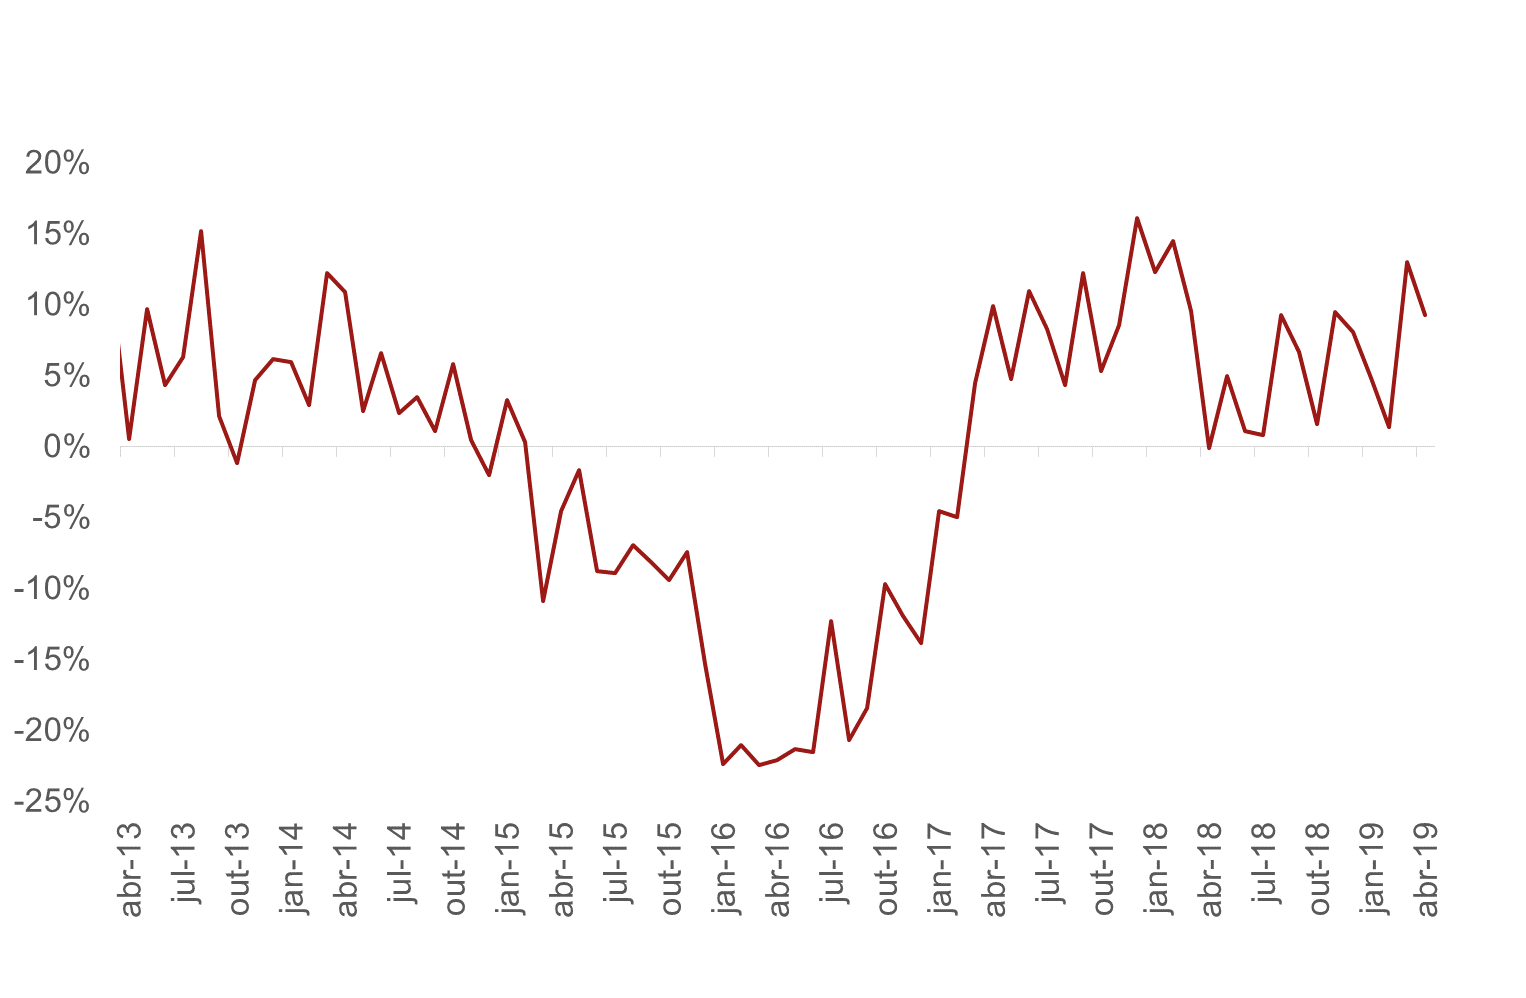 20%
15%
10%
5%
0%
-5%
-10%
-15%
-20%
-25%
abr-13
jul-13
out-13
jan-14
abr-14
jul-14
out-14
jan-15
abr-15
jul-15
out-15
jan-16
abr-16
jul-16
out-16
jan-17
abr-17
jul-17
out-17
jan-18
abr-18
jul-18
out-18
jan-19
abr-19